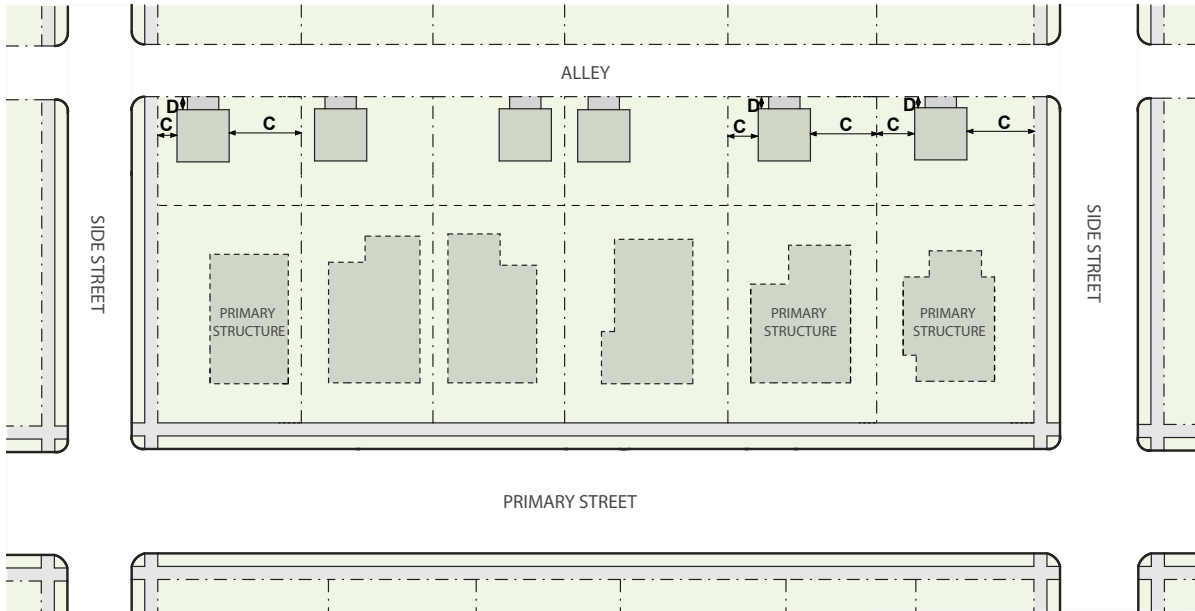 ALLEY
D
C
C
D
C
C
D
C
C
SIDE STREET
SIDE STREET
PRIMARY
STRUCTURE
PRIMARY
STRUCTURE
PRIMARY
STRUCTURE
PRIMARY STREET